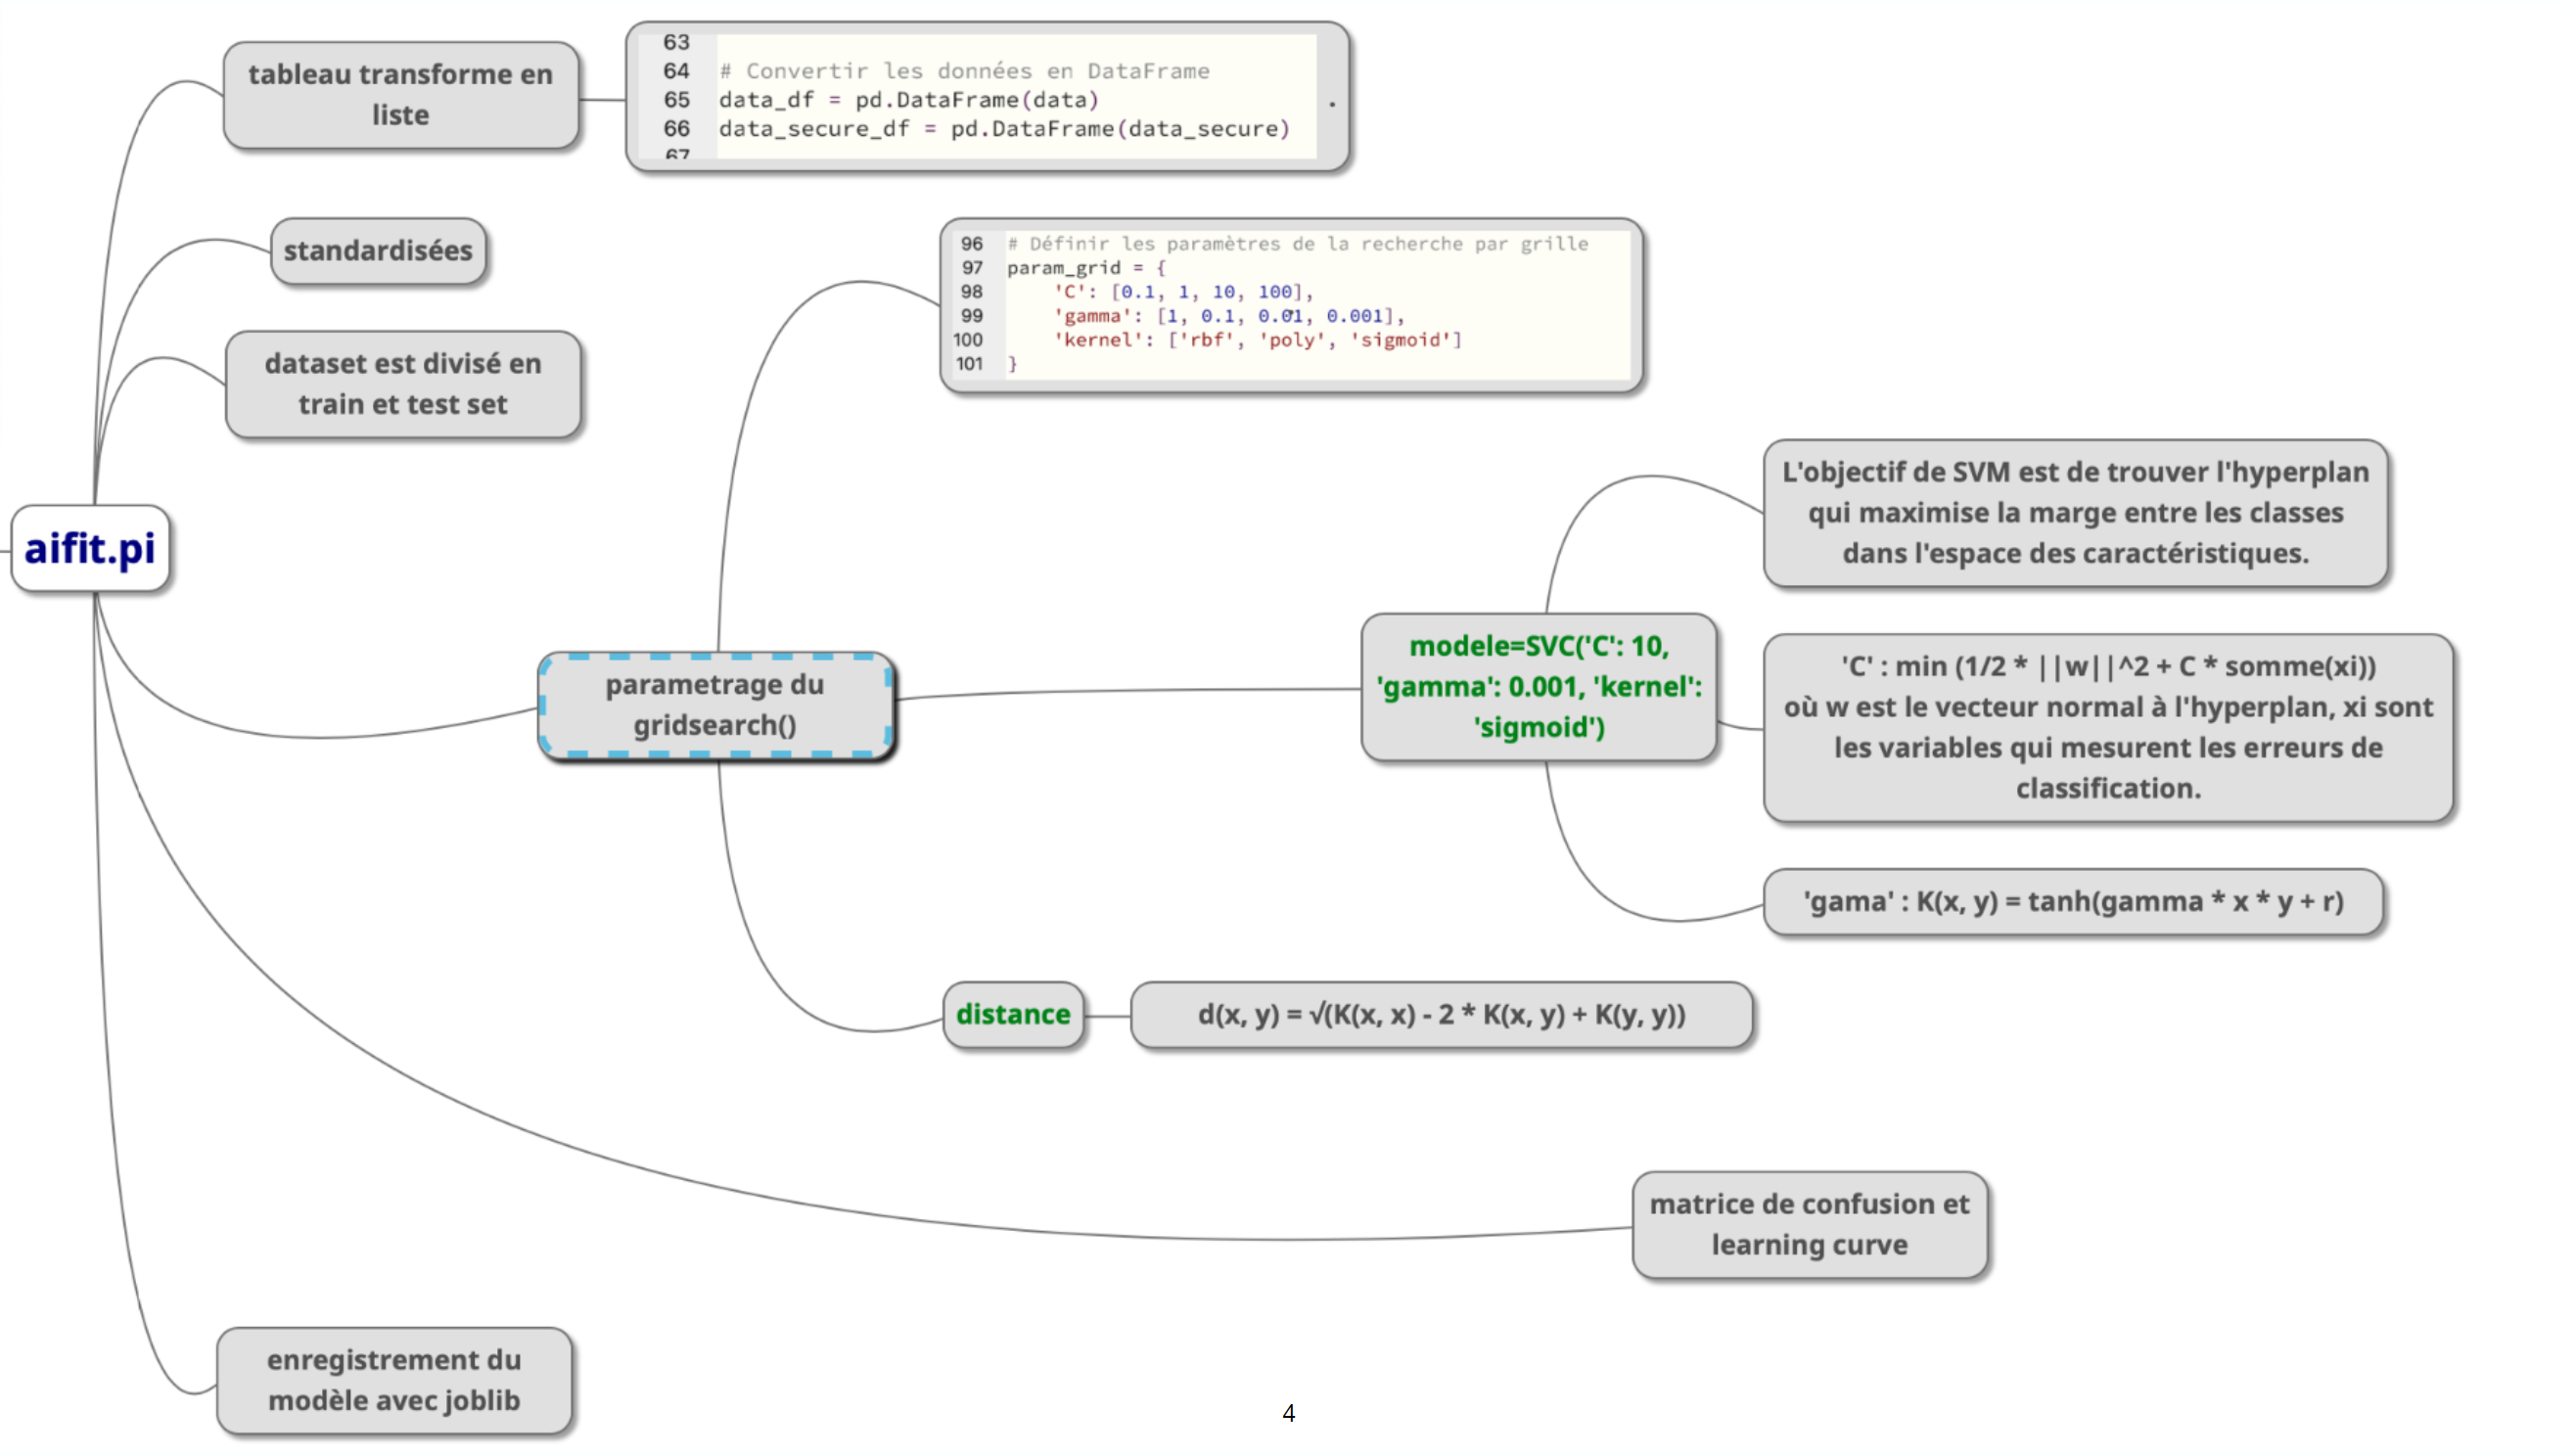 tableau transforme en
liste
63
64 # Convertir les données en DataFrame
65 data_df = pd.DataFrame(data)
66 data_secure_df = pd.DataFrame(data_secure)
67
.
standardisées
dataset est divisé en
train et test set
96 # Définir les paramètres de la recherche par grille
97 param_grid = {
98 'C': [0.1, 1, 10, 100],
99 'gamma': [1, 0.1, 0.01, 0.001],
100 'kernel': ['rbf', 'poly', 'sigmoid']
101 }
aifit.pi
parametrage du
gridsearch()
modele=SVC('C': 10,
'gamma': 0.001, 'kernel':
'sigmoid')
L'objectif de SVM est de trouver l'hyperplan
qui maximise la marge entre les classes
dans l'espace des caractéristiques.
'C' : min (1/2 * ||w||^2 + C * somme(xi))
où w est le vecteur normal à l'hyperplan, xi sont
les variables qui mesurent les erreurs de
classification.
'gama' : K(x, y) = tanh(gamma * x * y + r)
distance
d(x, y) = √(K(x, x) - 2 * K(x, y) + K(y, y))
matrice de confusion et
learning curve
enregistrement du
modèle avec joblib
4